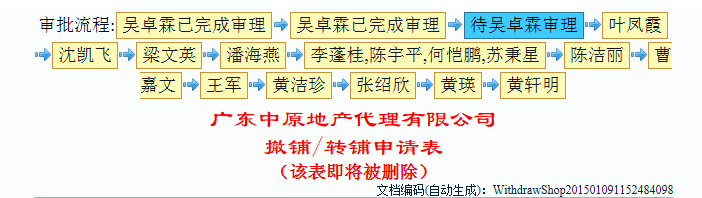 审批流程: 吴卓霖已完成审理 吴卓霖已完成审理 待吴卓霖审理 叶凤霞
沈凯飞 梁文英 潘海燕 李蓬桂,陈宇平,何恺鹏,苏秉星 陈洁丽 曹
嘉文 王军 黄洁珍 张绍欣 黄瑛 黄轩明
广东中原地产代理有限公司
撤铺/转铺申请表
（该表即将被删除）
文档编码(自动生成)：WithdrawShop201501091152484098